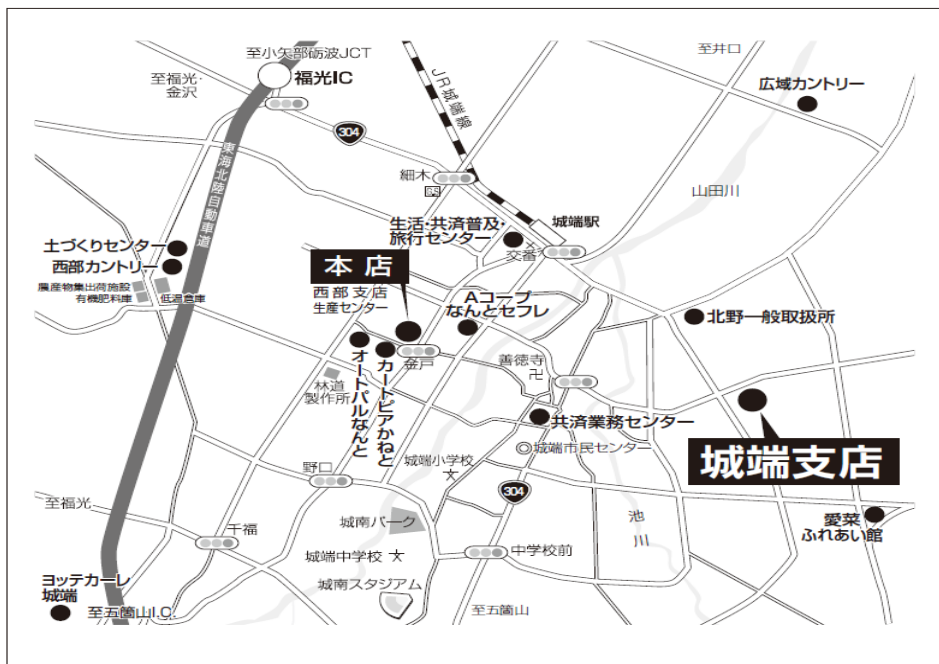 至小矢部砺波JCT
福光IC
至福光・
金沢
304
東海北陸自動車道
JR城端線
至井口
広域カントリー
山田川
細木
GS
生活・共済普及・
旅行センター
城端駅
交番
土づくりセンター
西部カントリー
農産物集出荷施設
有機肥料庫
低温倉庫
本店
西部支店
生産センター
Aコープ
なんとセフレ
北野一般取扱所
金戸
善徳寺
卍
林道
製作所
オートパルなんと
カートピアかねと
共済業務センター
城端市民センター
城端支店
城端小学校
野口
304
至福光
千福
城南パーク
城端中学校
中学校前
池川
愛菜
ふれあい館
城南スタジアム
ヨッテカーレ
城端
至五箇山I.C.
至五箇山